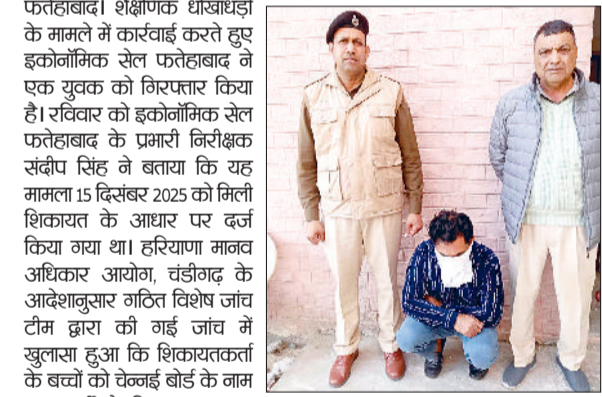 फतेहाबाद। शैक्षणिक धोखाधड़ी
के मामले में कार्रवाई करते हुए
इकोनॉमिक सेल फतेहाबाद ने
एक युवक को गिरफ्तार किया
है। रविवार को इकोनॉमिक सेल
फतेहाबाद के प्रभारी निरीक्षक
संदीप सिंह ने बताया कि यह
मामला 15 दिसंबर 2025 को मिली
शिकायत के आधार पर दर्ज
किया गया था। हरियाणा मानव
अधिकार आयोग, चंडीगढ़ के
आदेशानुसार गठित विशेष जांच
टीम द्वारा की गई जांच में
खुलासा हुआ कि शिकायतकर्ता
के बच्चों को चेन्नई बोर्ड के नाम